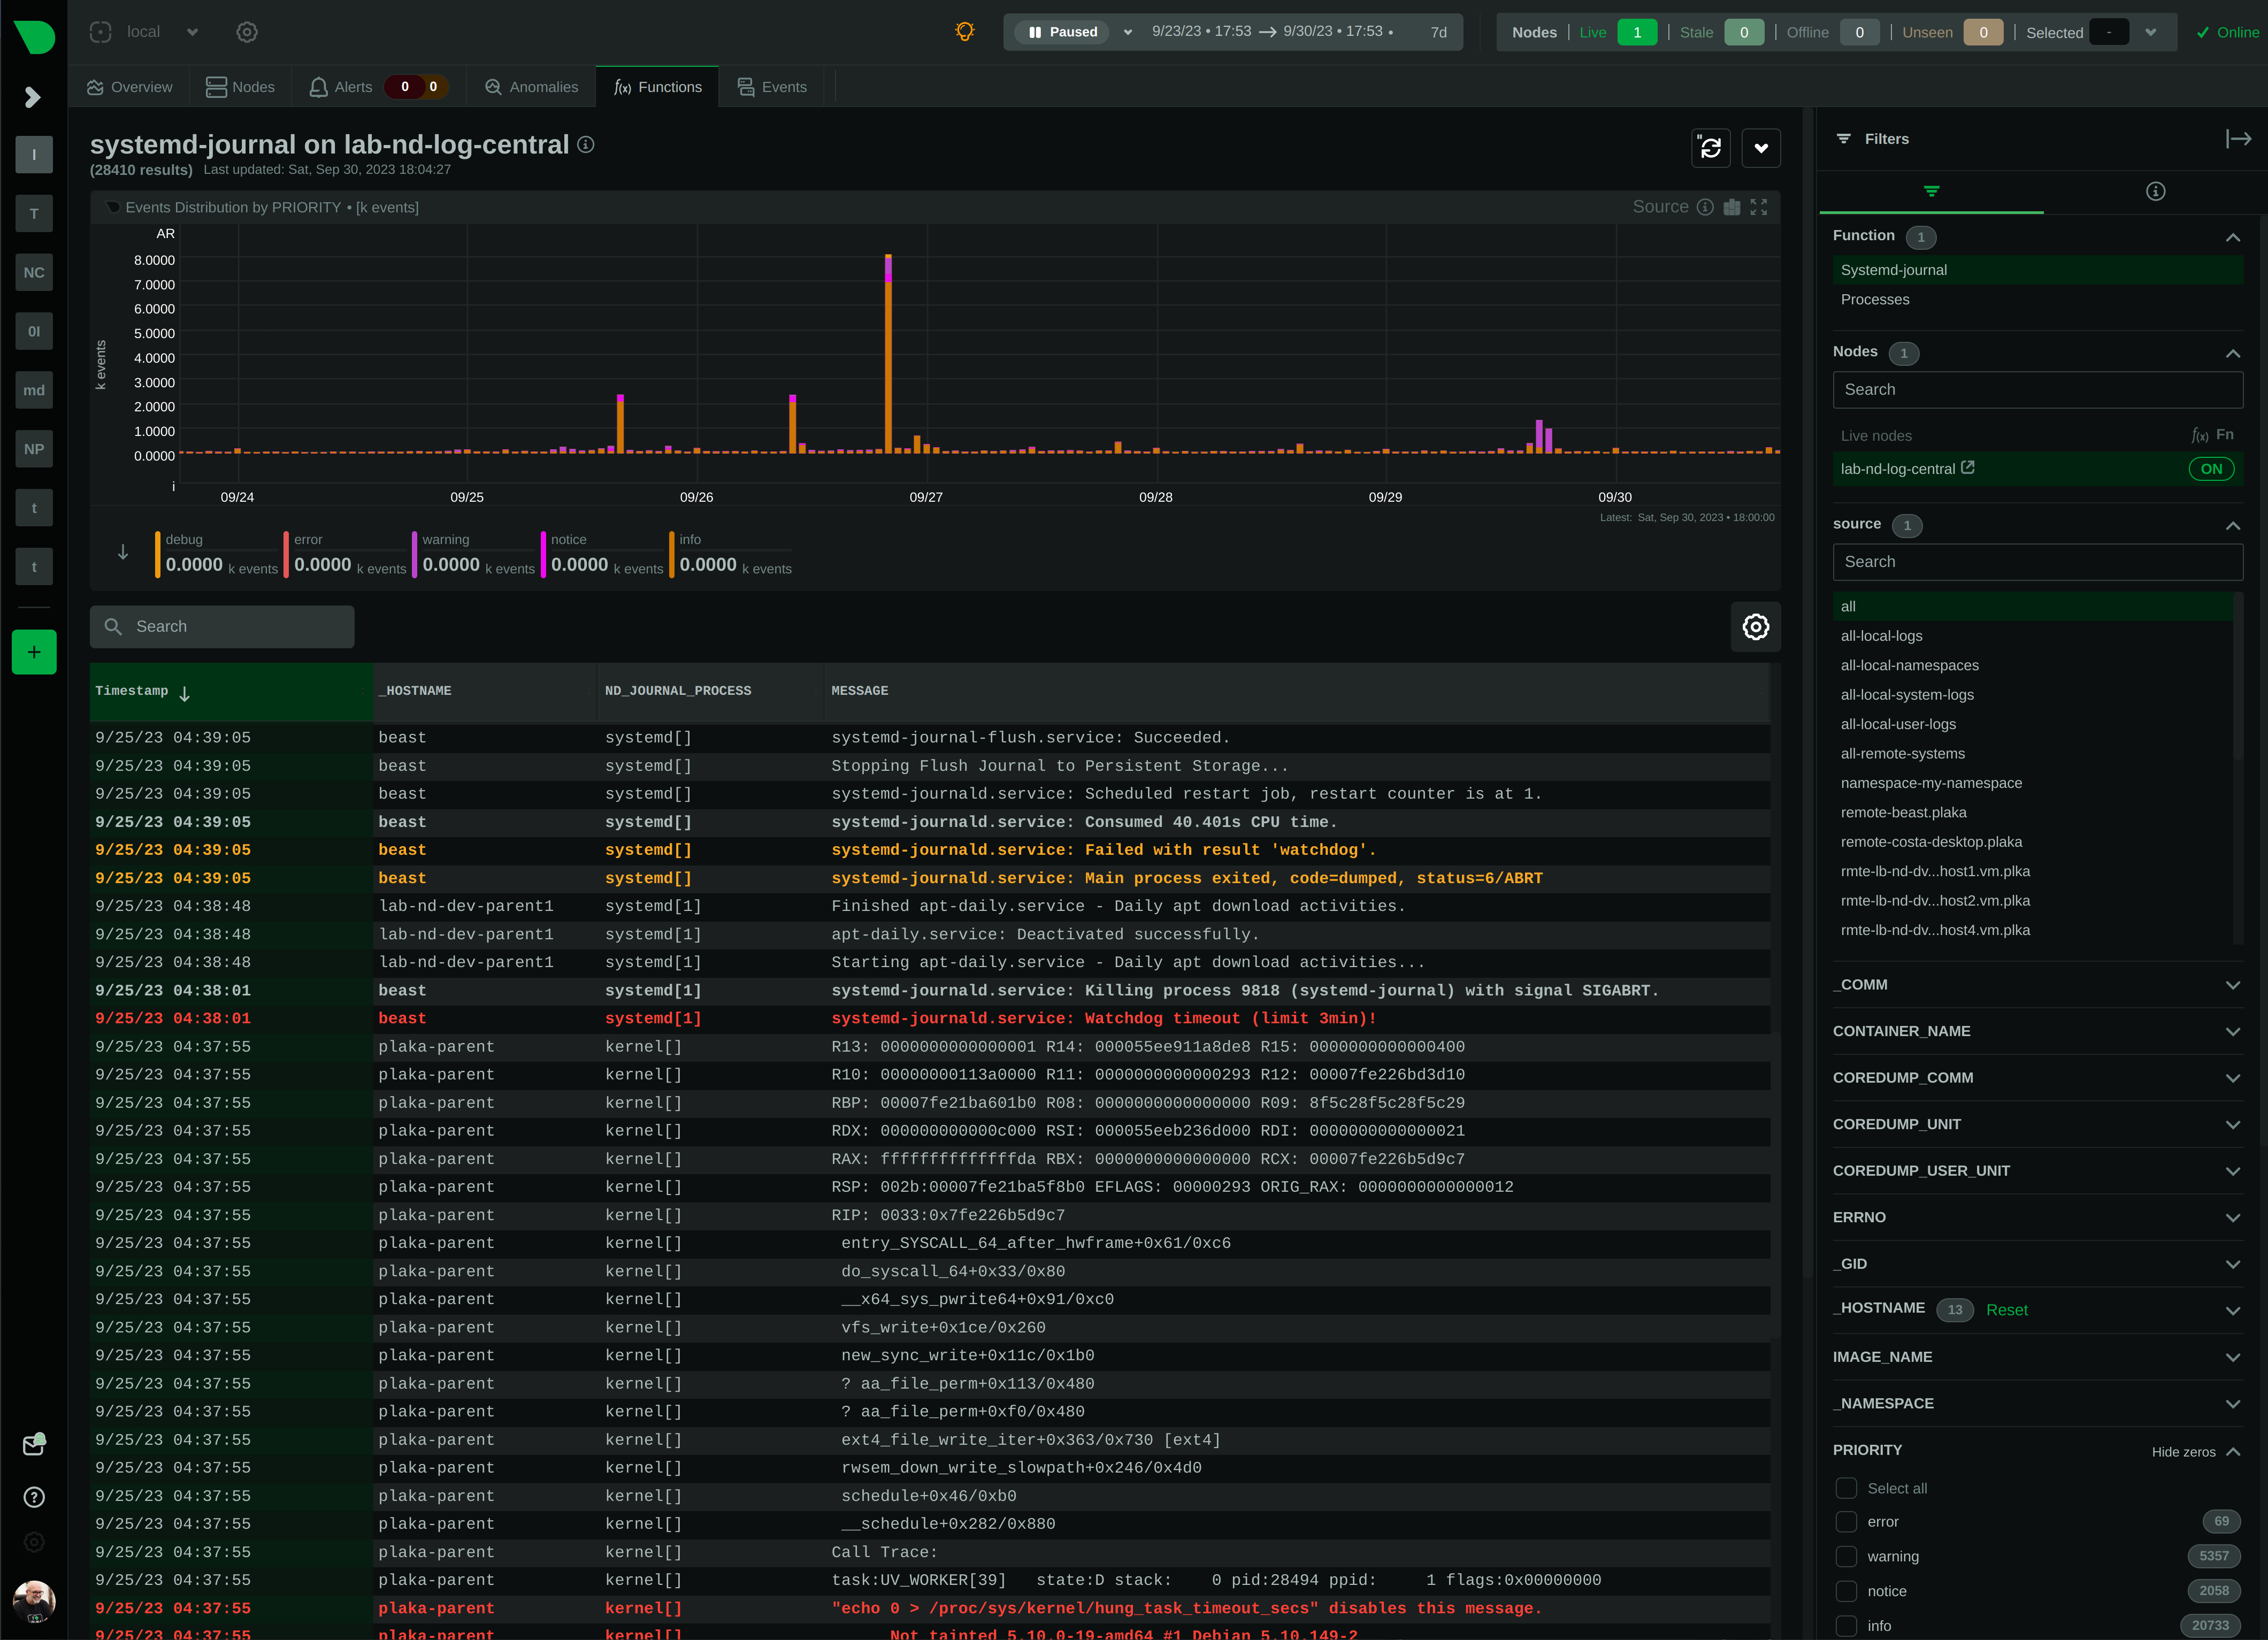 local
Paused 9/23/23 • 17:53 → 9/30/23 • 17:53 • 7d
Nodes | Live 1 | Stale 0 | Offline 0 | Unseen 0 | Selected -
Online
Overview
Nodes
Alerts 0 0
Anomalies
f(x) Functions
Events
I
T
NC
0I
md
NP
t
t
+
systemd-journal on lab-nd-log-central
(28410 results) Last updated: Sat, Sep 30, 2023 18:04:27
Events Distribution by PRIORITY • [k events]
Source
AR
8.0000
7.0000
6.0000
5.0000
4.0000
3.0000
2.0000
1.0000
0.0000
i
k events
09/24 09/25 09/26 09/27 09/28 09/29 09/30
Latest: Sat, Sep 30, 2023 • 18:00:00
debug error warning notice info
0.0000 k events 0.0000 k events 0.0000 k events 0.0000 k events 0.0000 k events
Search
Timestamp ↓ _HOSTNAME ND_JOURNAL_PROCESS MESSAGE
9/25/23 04:39:05 beast systemd[] systemd-journal-flush.service: Succeeded.
9/25/23 04:39:05 beast systemd[] Stopping Flush Journal to Persistent Storage...
9/25/23 04:39:05 beast systemd[] systemd-journald.service: Scheduled restart job, restart counter is at 1.
9/25/23 04:39:05 beast systemd[] systemd-journald.service: Consumed 40.401s CPU time.
9/25/23 04:39:05 beast systemd[] systemd-journald.service: Failed with result 'watchdog'.
9/25/23 04:39:05 beast systemd[] systemd-journald.service: Main process exited, code=dumped, status=6/ABRT
9/25/23 04:38:48 lab-nd-dev-parent1 systemd[1] Finished apt-daily.service - Daily apt download activities.
9/25/23 04:38:48 lab-nd-dev-parent1 systemd[1] apt-daily.service: Deactivated successfully.
9/25/23 04:38:48 lab-nd-dev-parent1 systemd[1] Starting apt-daily.service - Daily apt download activities...
9/25/23 04:38:01 beast systemd[1] systemd-journald.service: Killing process 9818 (systemd-journal) with signal SIGABRT.
9/25/23 04:38:01 beast systemd[1] systemd-journald.service: Watchdog timeout (limit 3min)!
9/25/23 04:37:55 plaka-parent kernel[] R13: 0000000000000001 R14: 000055ee911a8de8 R15: 0000000000000400
9/25/23 04:37:55 plaka-parent kernel[] R10: 00000000113a0000 R11: 0000000000000293 R12: 00007fe226bd3d10
9/25/23 04:37:55 plaka-parent kernel[] RBP: 00007fe21ba601b0 R08: 0000000000000000 R09: 8f5c28f5c28f5c29
9/25/23 04:37:55 plaka-parent kernel[] RDX: 000000000000c000 RSI: 000055eeb236d000 RDI: 0000000000000021
9/25/23 04:37:55 plaka-parent kernel[] RAX: ffffffffffffffda RBX: 0000000000000000 RCX: 00007fe226b5d9c7
9/25/23 04:37:55 plaka-parent kernel[] RSP: 002b:00007fe21ba5f8b0 EFLAGS: 00000293 ORIG_RAX: 0000000000000012
9/25/23 04:37:55 plaka-parent kernel[] RIP: 0033:0x7fe226b5d9c7
9/25/23 04:37:55 plaka-parent kernel[] entry_SYSCALL_64_after_hwframe+0x61/0xc6
9/25/23 04:37:55 plaka-parent kernel[] do_syscall_64+0x33/0x80
9/25/23 04:37:55 plaka-parent kernel[] __x64_sys_pwrite64+0x91/0xc0
9/25/23 04:37:55 plaka-parent kernel[] vfs_write+0x1ce/0x260
9/25/23 04:37:55 plaka-parent kernel[] new_sync_write+0x11c/0x1b0
9/25/23 04:37:55 plaka-parent kernel[] ? aa_file_perm+0x113/0x480
9/25/23 04:37:55 plaka-parent kernel[] ? aa_file_perm+0xf0/0x480
9/25/23 04:37:55 plaka-parent kernel[] ext4_file_write_iter+0x363/0x730 [ext4]
9/25/23 04:37:55 plaka-parent kernel[] rwsem_down_write_slowpath+0x246/0x4d0
9/25/23 04:37:55 plaka-parent kernel[] schedule+0x46/0xb0
9/25/23 04:37:55 plaka-parent kernel[] __schedule+0x282/0x880
9/25/23 04:37:55 plaka-parent kernel[] Call Trace:
9/25/23 04:37:55 plaka-parent kernel[] task:UV_WORKER[39] state:D stack: 0 pid:28494 ppid: 1 flags:0x00000000
9/25/23 04:37:55 plaka-parent kernel[] "echo 0 > /proc/sys/kernel/hung_task_timeout_secs" disables this message.
9/25/23 04:37:55 plaka-parent kernel[] Not tainted 5.10.0-19-amd64 #1 Debian 5.10.149-2
Filters
Function 1
Systemd-journal
Processes
Nodes 1
Search
Live nodes f(x) Fn
lab-nd-log-central ON
source 1
Search
all
all-local-logs
all-local-namespaces
all-local-system-logs
all-local-user-logs
all-remote-systems
namespace-my-namespace
remote-beast.plaka
remote-costa-desktop.plaka
rmte-lb-nd-dv...host1.vm.plka
rmte-lb-nd-dv...host2.vm.plka
rmte-lb-nd-dv...host4.vm.plka
_COMM
CONTAINER_NAME
COREDUMP_COMM
COREDUMP_UNIT
COREDUMP_USER_UNIT
ERRNO
_GID
_HOSTNAME 13 Reset
IMAGE_NAME
_NAMESPACE
PRIORITY Hide zeros
Select all
error 69
warning 5357
notice 2058
info 20733